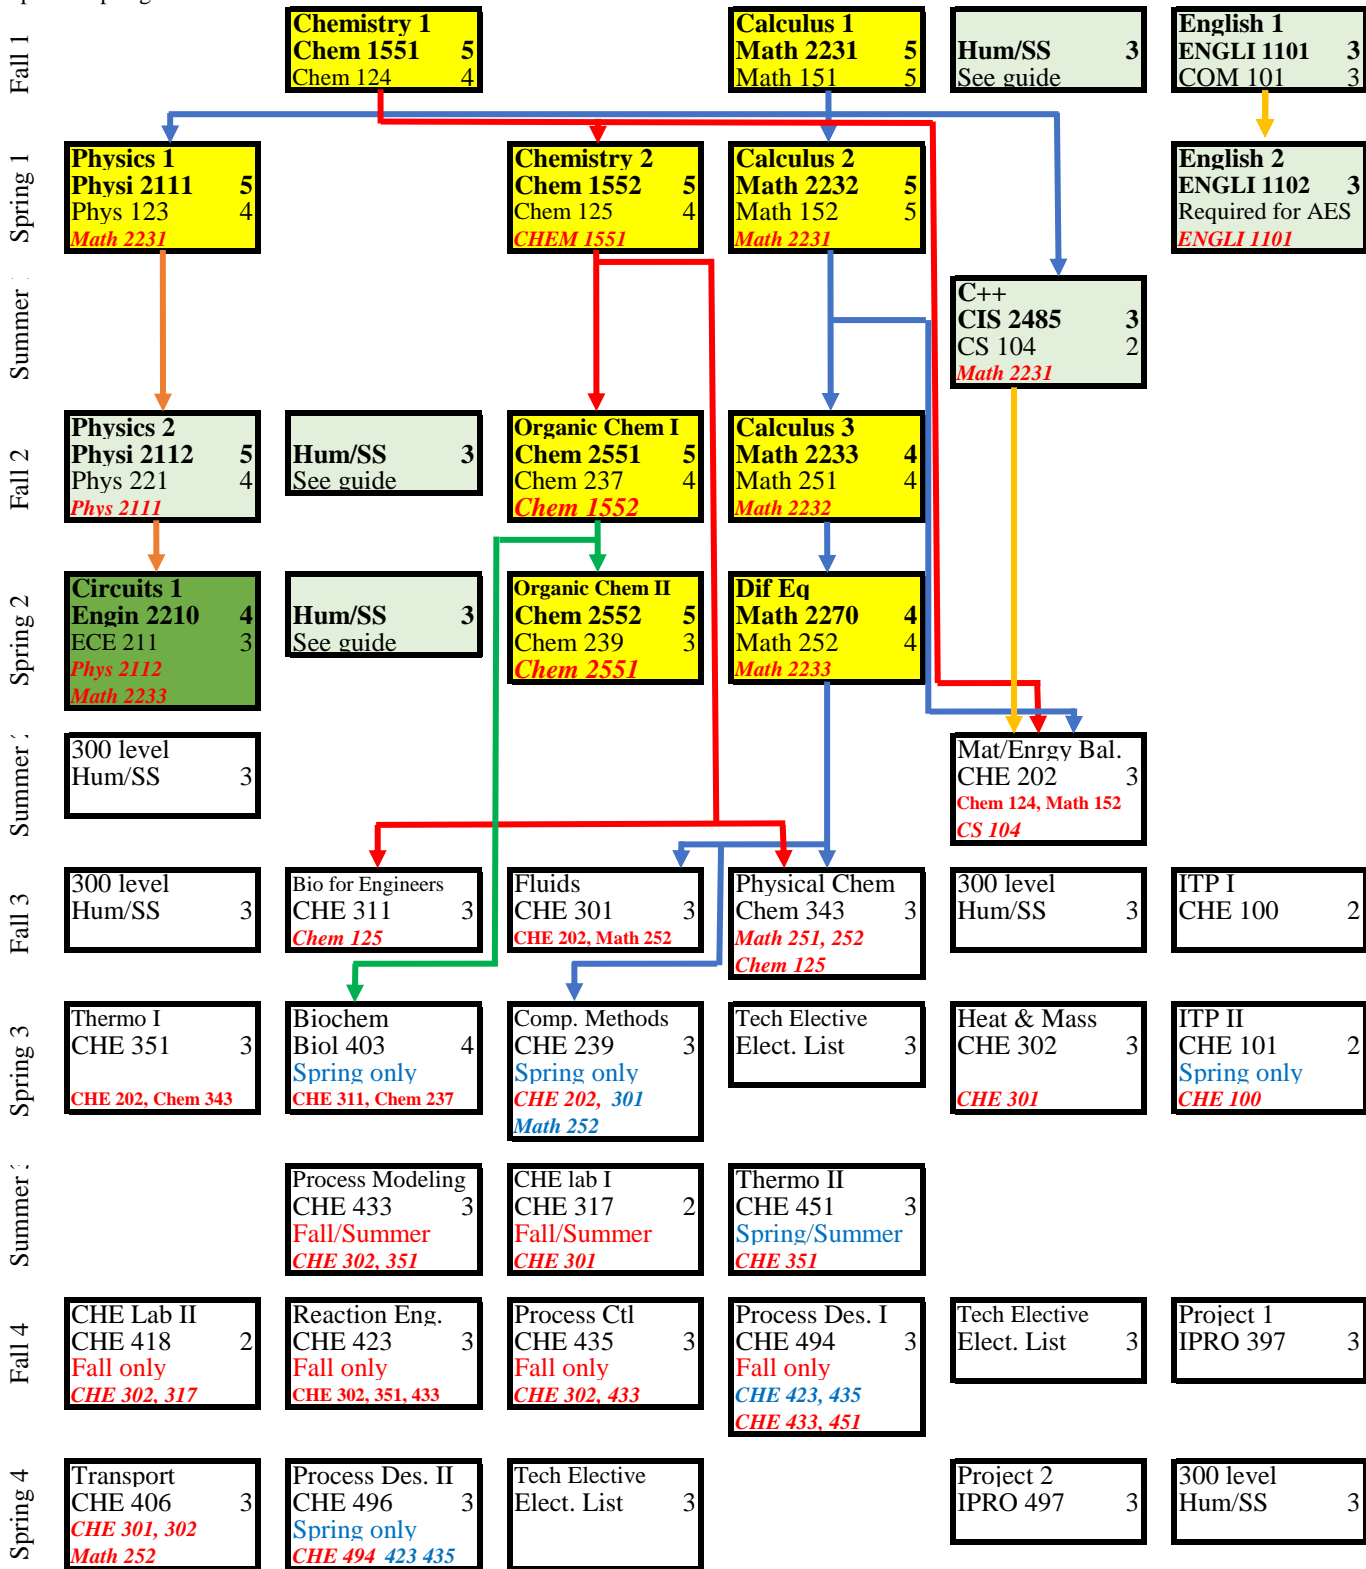 Fall 1
Chemistry 1
Chem 1551 5
Chem 124 4
Calculus 1
Math 2231 5
Math 151 5
Hum/SS 3
See guide
English 1
ENGLI 1101 3
COM 101 3
Spring 1
Physics 1
Physi 2111 5
Phys 123 4
Math 2231
Chemistry 2
Chem 1552 5
Chem 125 4
CHEM 1551
Calculus 2
Math 2232 5
Math 152 5
Math 2231
English 2
ENGLI 1102 3
Required for AES
ENGLI 1101
Summer
C++
CIS 2485 3
CS 104 2
Math 2231
Fall 2
Physics 2
Physi 2112 5
Phys 221 4
Phys 2111
Hum/SS 3
See guide
Organic Chem I
Chem 2551 5
Chem 237 4
Chem 1552
Calculus 3
Math 2233 4
Math 251 4
Math 2232
Spring 2
Circuits 1
Engin 2210 4
ECE 211 3
Phys 2112
Math 2233
Hum/SS 3
See guide
Organic Chem II
Chem 2552 5
Chem 239 3
Chem 2551
Dif Eq
Math 2270 4
Math 252 4
Math 2233
Summer
300 level
Hum/SS 3
Mat/Enrgy Bal.
CHE 202 3
Chem 124, Math 152
CS 104
Fall 3
300 level
Hum/SS 3
Bio for Engineers
CHE 311 3
Chem 125
Fluids
CHE 301 3
CHE 202, Math 252
Physical Chem
Chem 343 3
Math 251, 252
Chem 125
300 level
Hum/SS 3
ITP I
CHE 100 2
Spring 3
Thermo I
CHE 351 3
CHE 202, Chem 343
Biochem
Biol 403 4
Spring only
CHE 311, Chem 237
Comp. Methods
CHE 239 3
Spring only
CHE 202, 301
Math 252
Tech Elective
Elect. List 3
Heat & Mass
CHE 302 3
CHE 301
ITP II
CHE 101 2
Spring only
CHE 100
Summer
Process Modeling
CHE 433 3
Fall/Summer
CHE 302, 351
CHE lab I
CHE 317 2
Fall/Summer
CHE 301
Thermo II
CHE 451 3
Spring/Summer
CHE 351
Fall 4
CHE Lab II
CHE 418 2
Fall only
CHE 302, 317
Reaction Eng.
CHE 423 3
Fall only
CHE 302, 351, 433
Process Ctl
CHE 435 3
Fall only
CHE 302, 433
Process Des. I
CHE 494 3
Fall only
CHE 423, 435
CHE 433, 451
Tech Elective
Elect. List 3
Project 1
IPRO 397 3
Spring 4
Transport
CHE 406 3
CHE 301, 302
Math 252
Process Des. II
CHE 496 3
Spring only
CHE 494 423 435
Tech Elective
Elect. List 3
Project 2
IPRO 497 3
300 level
Hum/SS 3